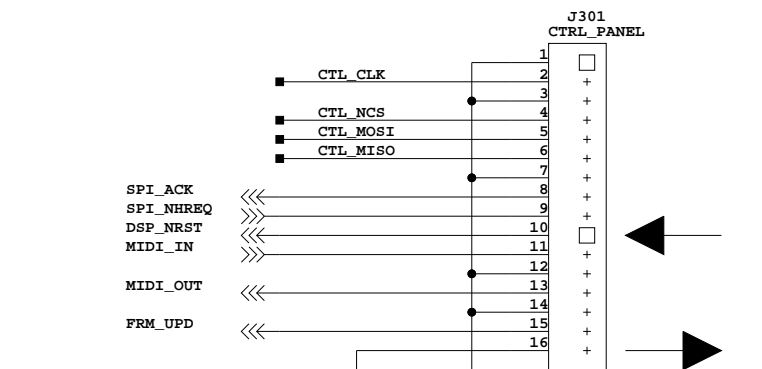 J301
CTRL_PANEL
1
CTL_CLK 2
3
CTL_NCS 4
CTL_MOSI 5
CTL_MISO 6
7
SPI_ACK 8
SPI_NHREQ 9
DSP_NRST 10
MIDI_IN 11
12
MIDI_OUT 13
14
FRM_UPD 15
16